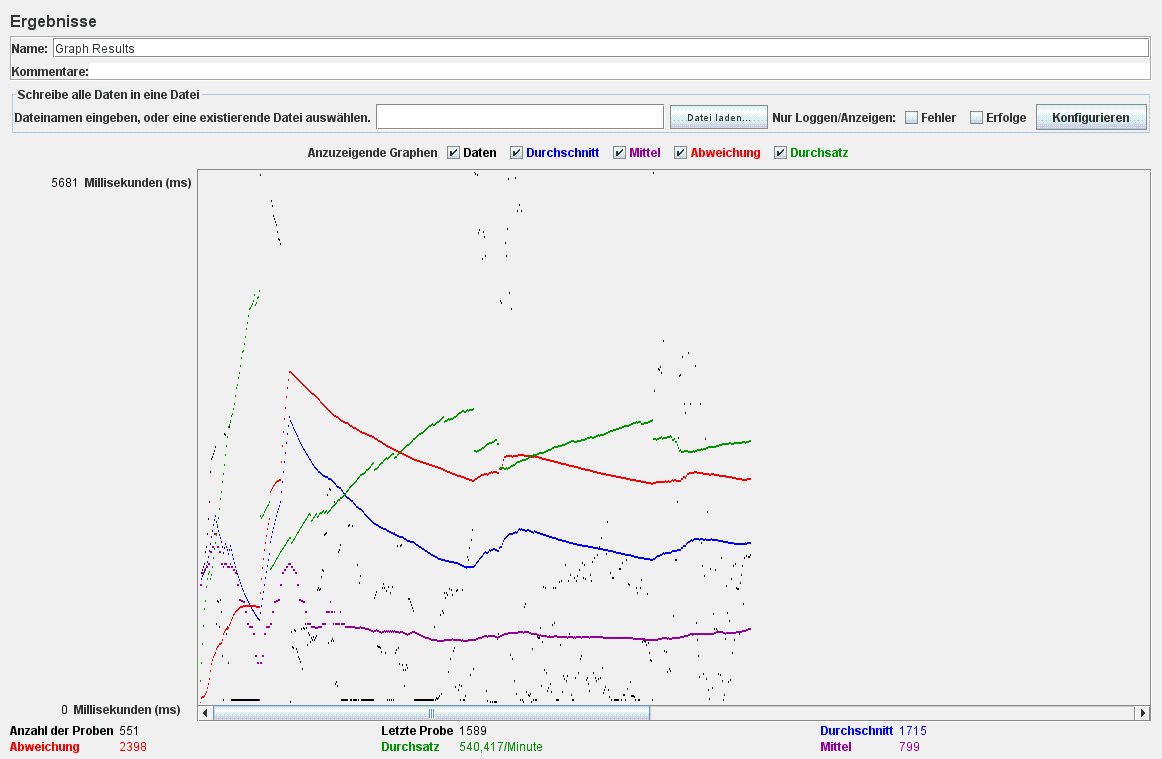 Ergebnisse
Name: Graph Results
Kommentare:
Schreibe alle Daten in eine Datei
Dateinamen eingeben, oder eine existierende Datei auswählen. Datei laden... Nur Loggen/Anzeigen: Fehler Erfolge Konfigurieren
Anzuzeigende Graphen Daten Durchschnitt Mittel Abweichung Durchsatz
5681 Millisekunden (ms)
0 Millisekunden (ms)
Anzahl der Proben 551 Letzte Probe 1589 Durchschnitt 1715
Abweichung 2398 Durchsatz 540,417/Minute Mittel 799